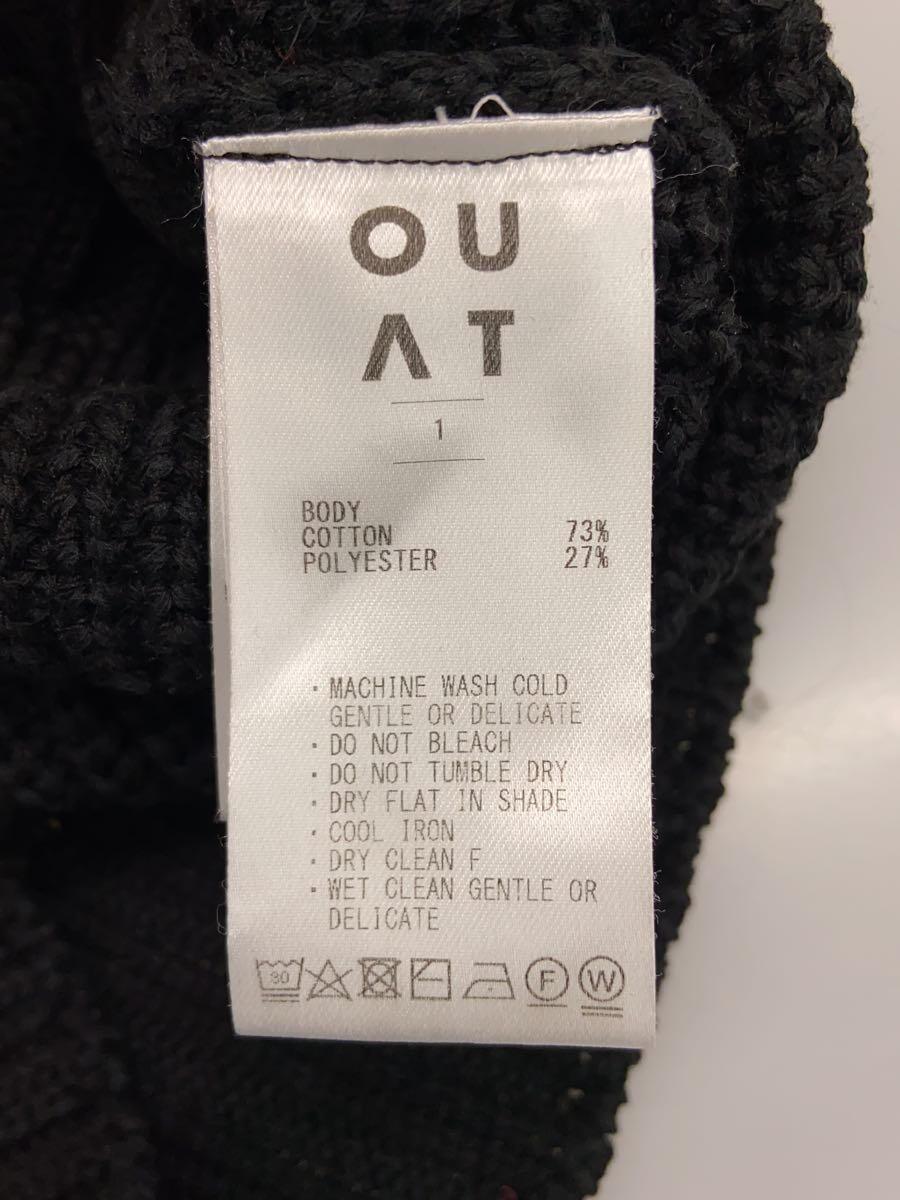 OU
ΛT
1
BODY
COTTON 73%
POLYESTER 27%
・MACHINE WASH COLD
GENTLE OR DELICATE
・DO NOT BLEACH
・DO NOT TUMBLE DRY
・DRY FLAT IN SHADE
・COOL IRON
・DRY CLEAN F
・WET CLEAN GENTLE OR
DELICATE
30 F W